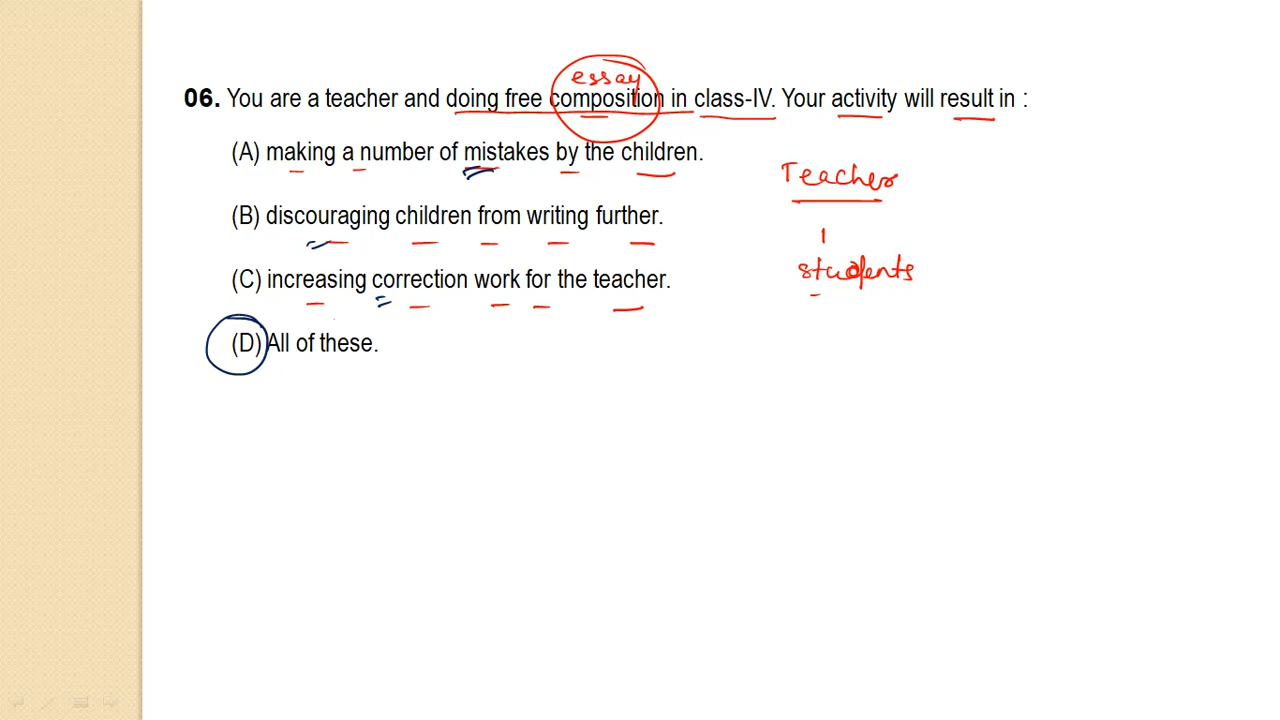 essay
06. You are a teacher and doing free composition in class-IV. Your activity will result in :
(A) making a number of mistakes by the children.
Teacher
(B) discouraging children from writing further.
students
(C) increasing correction work for the teacher.
(D) All of these.